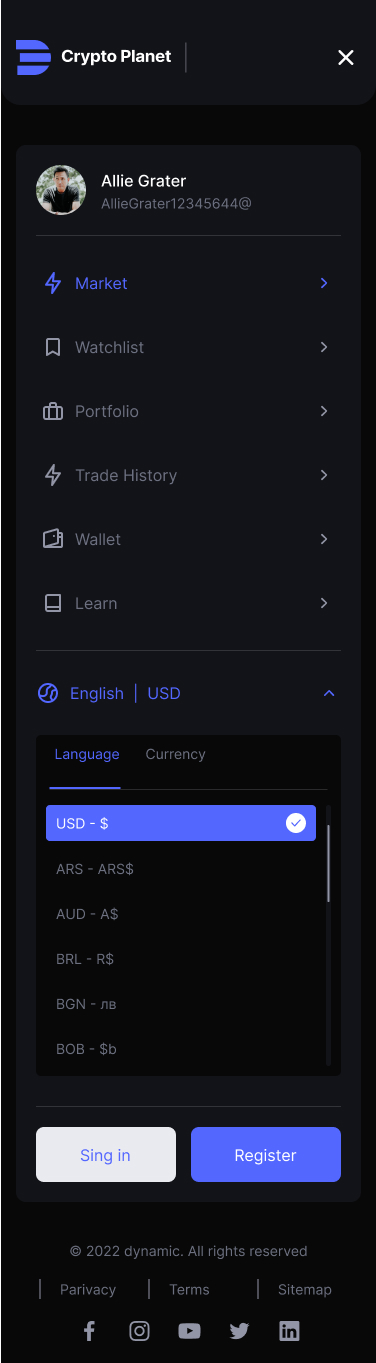 Crypto Planet
Allie Grater
AllieGrater12345644@
Market
Watchlist
Portfolio
Trade History
Wallet
Learn
English | USD
Language Currency
USD - $
ARS - ARS$
AUD - A$
BRL - R$
BGN - лв
BOB - $b
Sing in Register
© 2022 dynamic. All rights reserved
| Parivacy | Terms | Sitemap